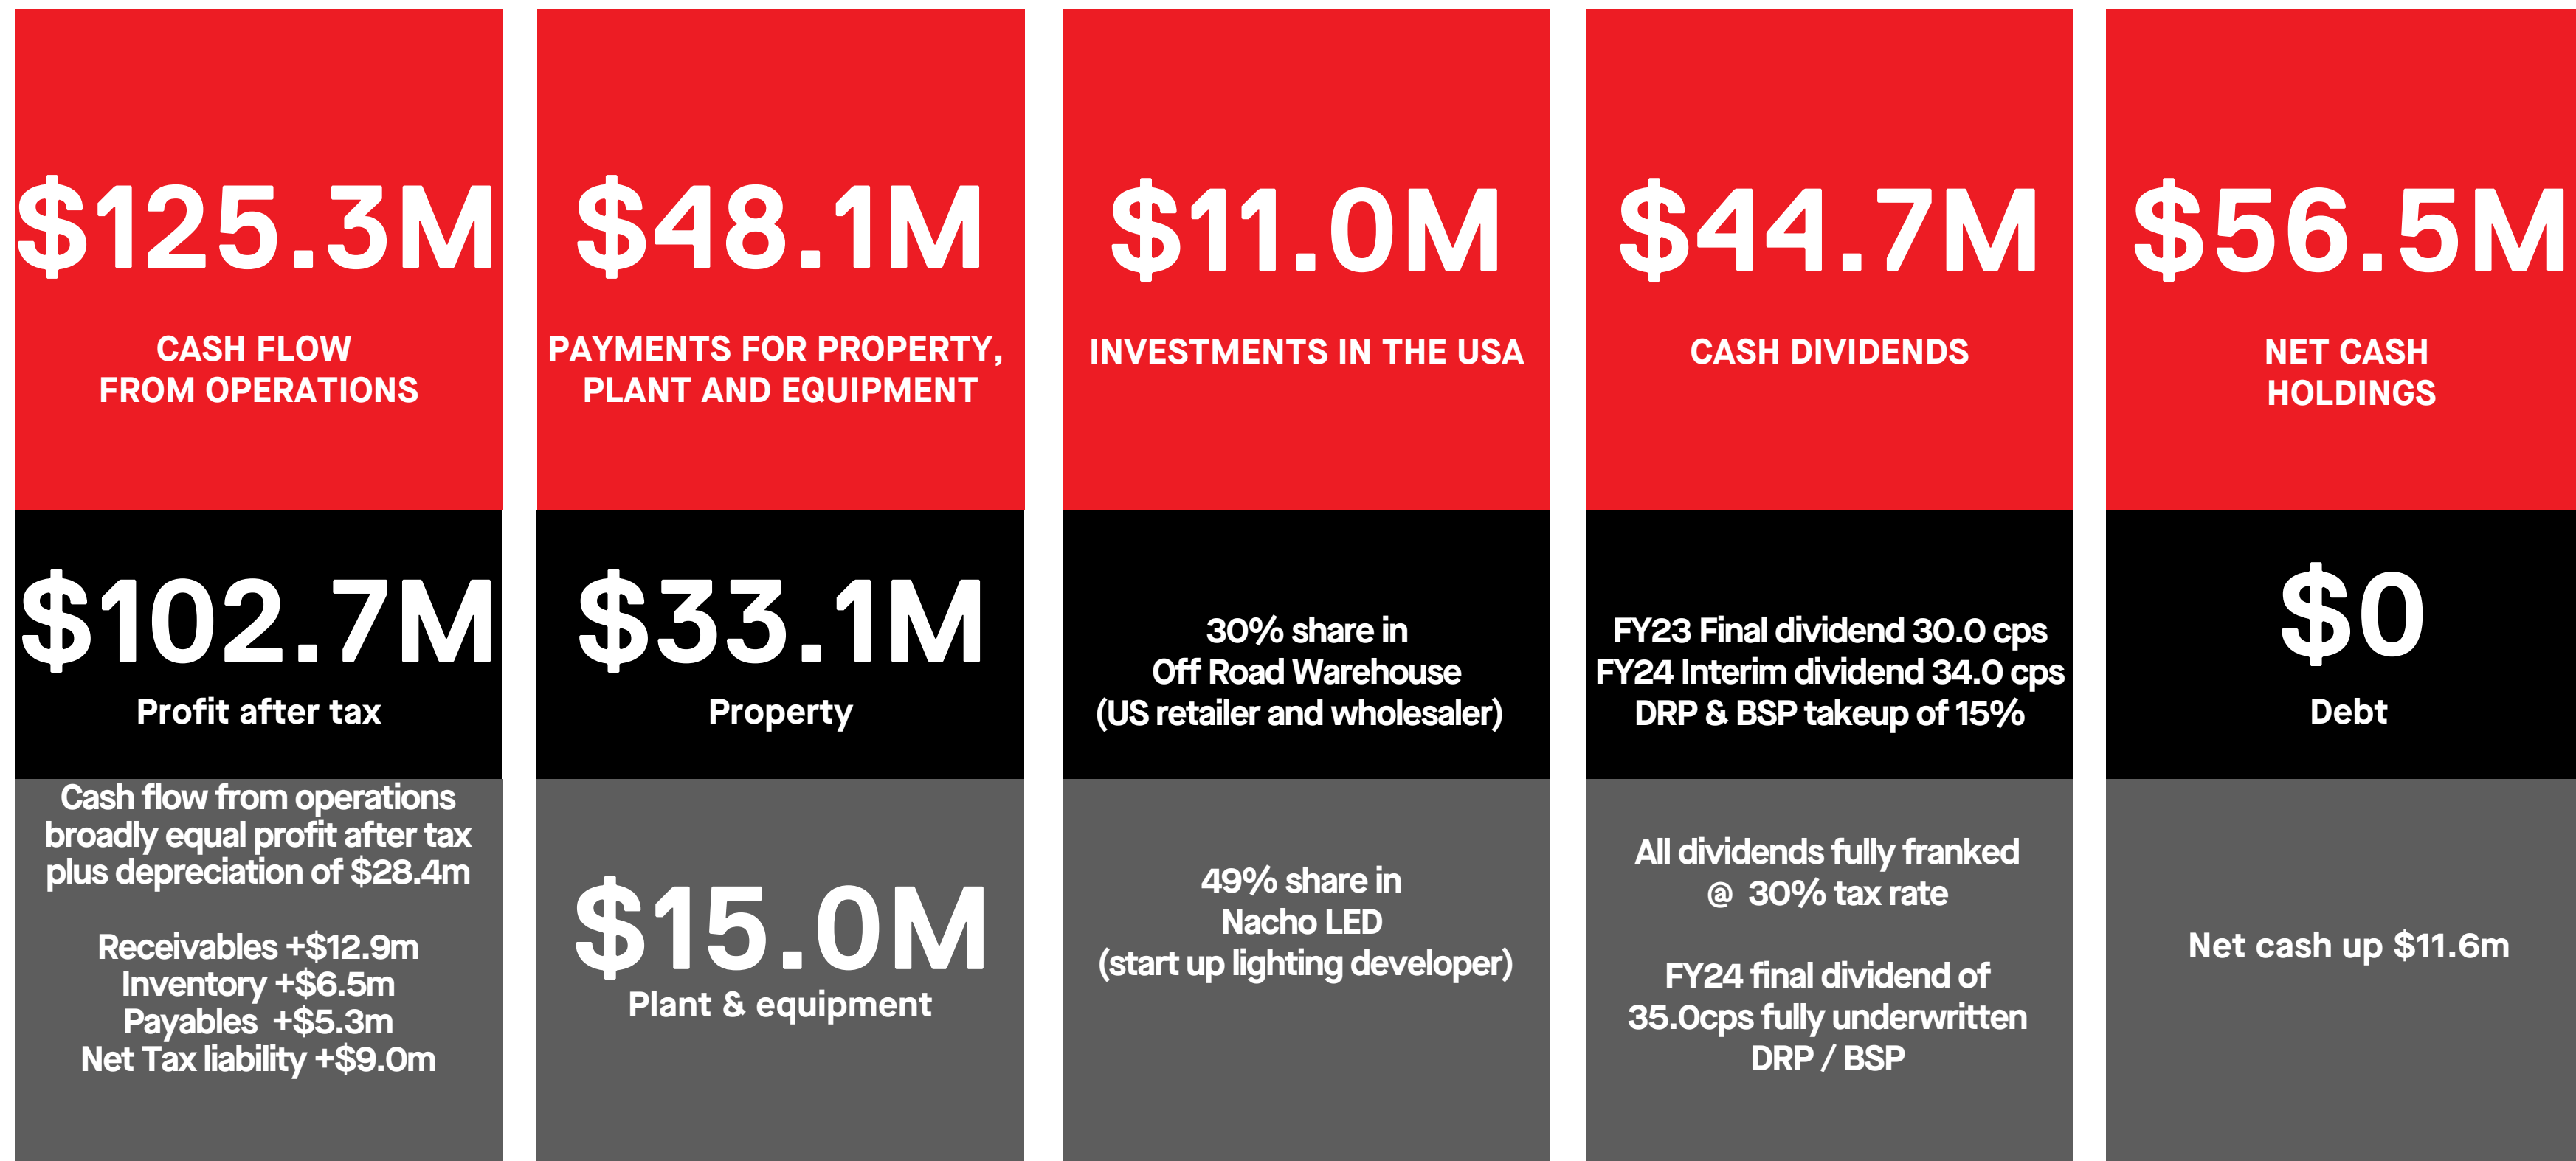 $125.3M
CASH FLOW
FROM OPERATIONS
$102.7M
Profit after tax
Cash flow from operations
broadly equal profit after tax
plus depreciation of $28.4m
Receivables +$12.9m
Inventory +$6.5m
Payables  +$5.3m
Net Tax liability +$9.0m
$48.1M
PAYMENTS FOR PROPERTY,
PLANT AND EQUIPMENT
$33.1M
Property
$15.0M
Plant & equipment
$11.0M
INVESTMENTS IN THE USA
30% share in
Off Road Warehouse
(US retailer and wholesaler)
49% share in
Nacho LED
(start up lighting developer)
$44.7M
CASH DIVIDENDS
FY23 Final dividend 30.0 cps
FY24 Interim dividend 34.0 cps
DRP & BSP takeup of 15%
All dividends fully franked
@  30% tax rate
FY24 final dividend of
35.0cps fully underwritten
DRP / BSP
$56.5M
NET CASH
HOLDINGS
$0
Debt
Net cash up $11.6m